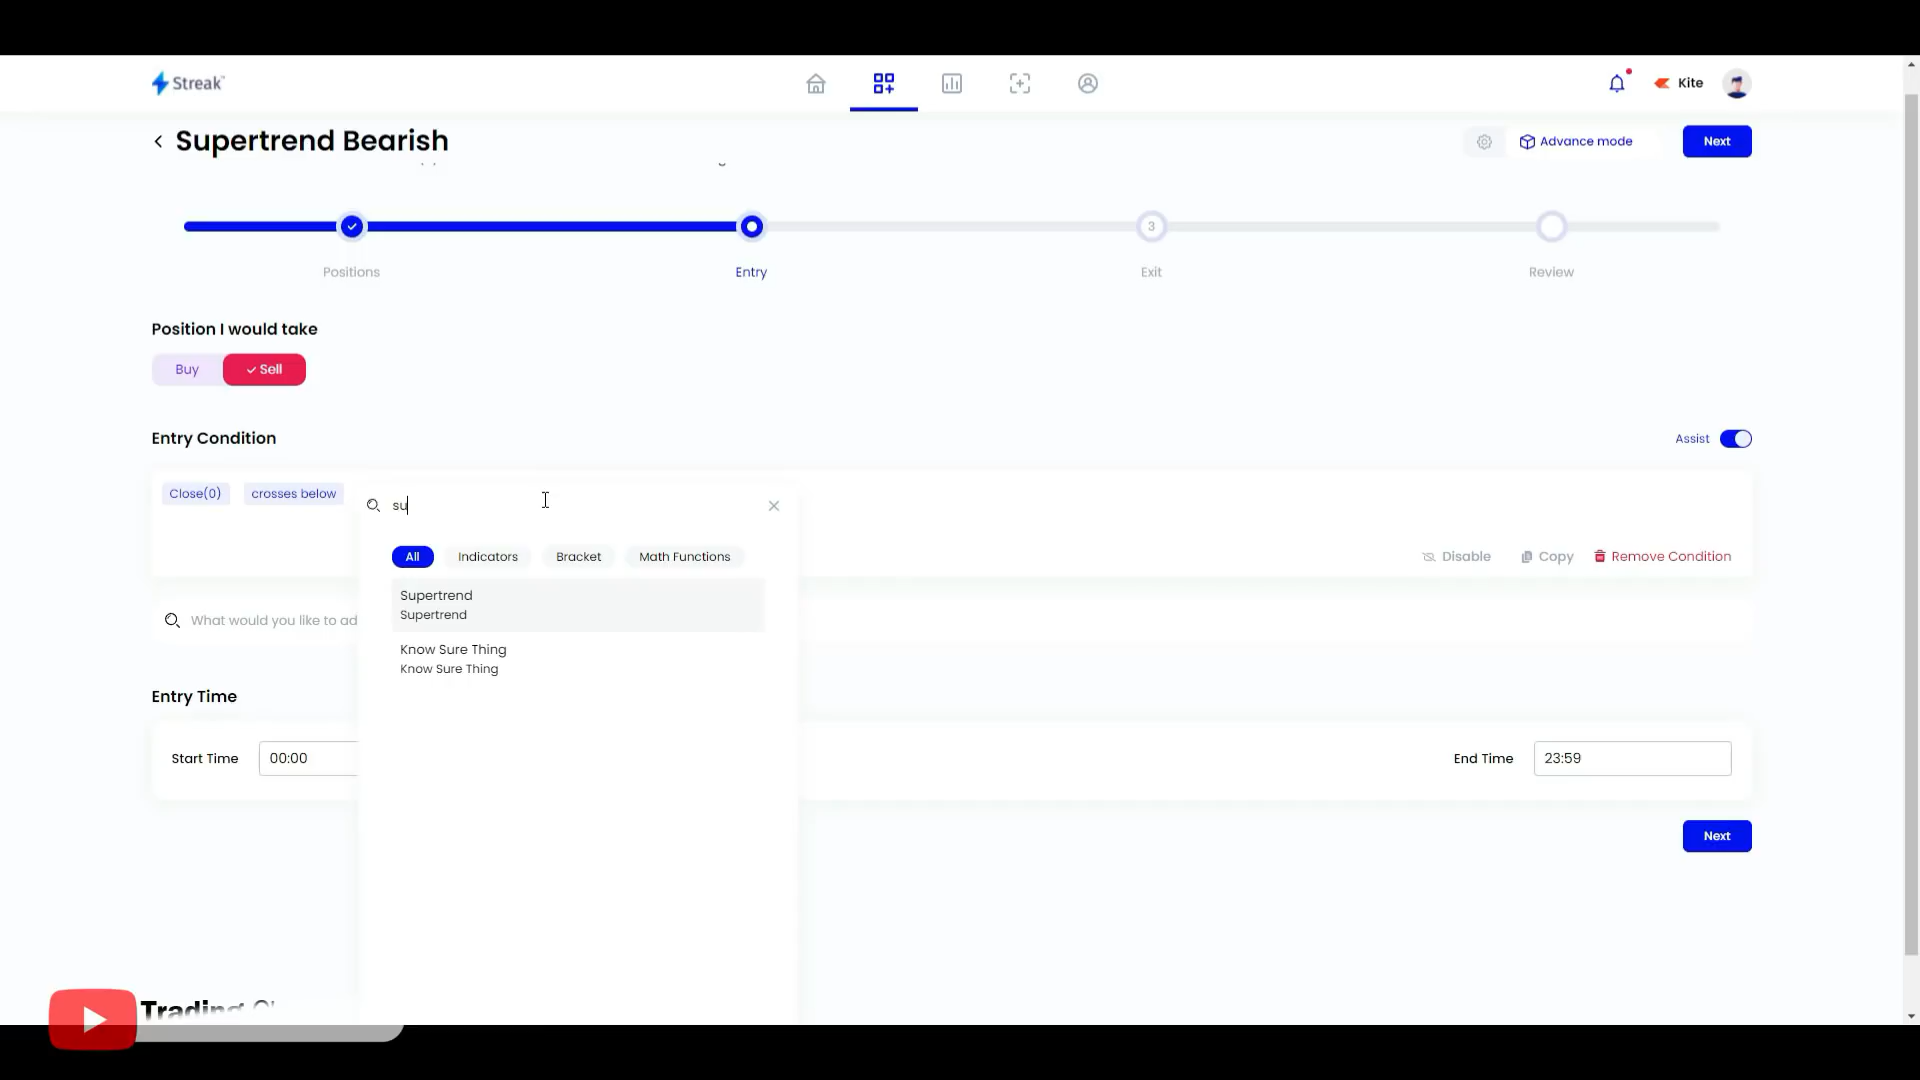 Streak™
Kite
Supertrend Bearish
Advance mode
Next
3
Positions
Entry
Exit
Review
Position I would take
Buy
Sell
Entry Condition
Assist
Close(0)
crosses below
su
All
Indicators
Bracket
Math Functions
Disable
Copy
Remove Condition
Supertrend
Supertrend
What would you like to ad
Know Sure Thing
Know Sure Thing
Entry Time
Start Time
00:00
End Time
23:59
Next
Trading